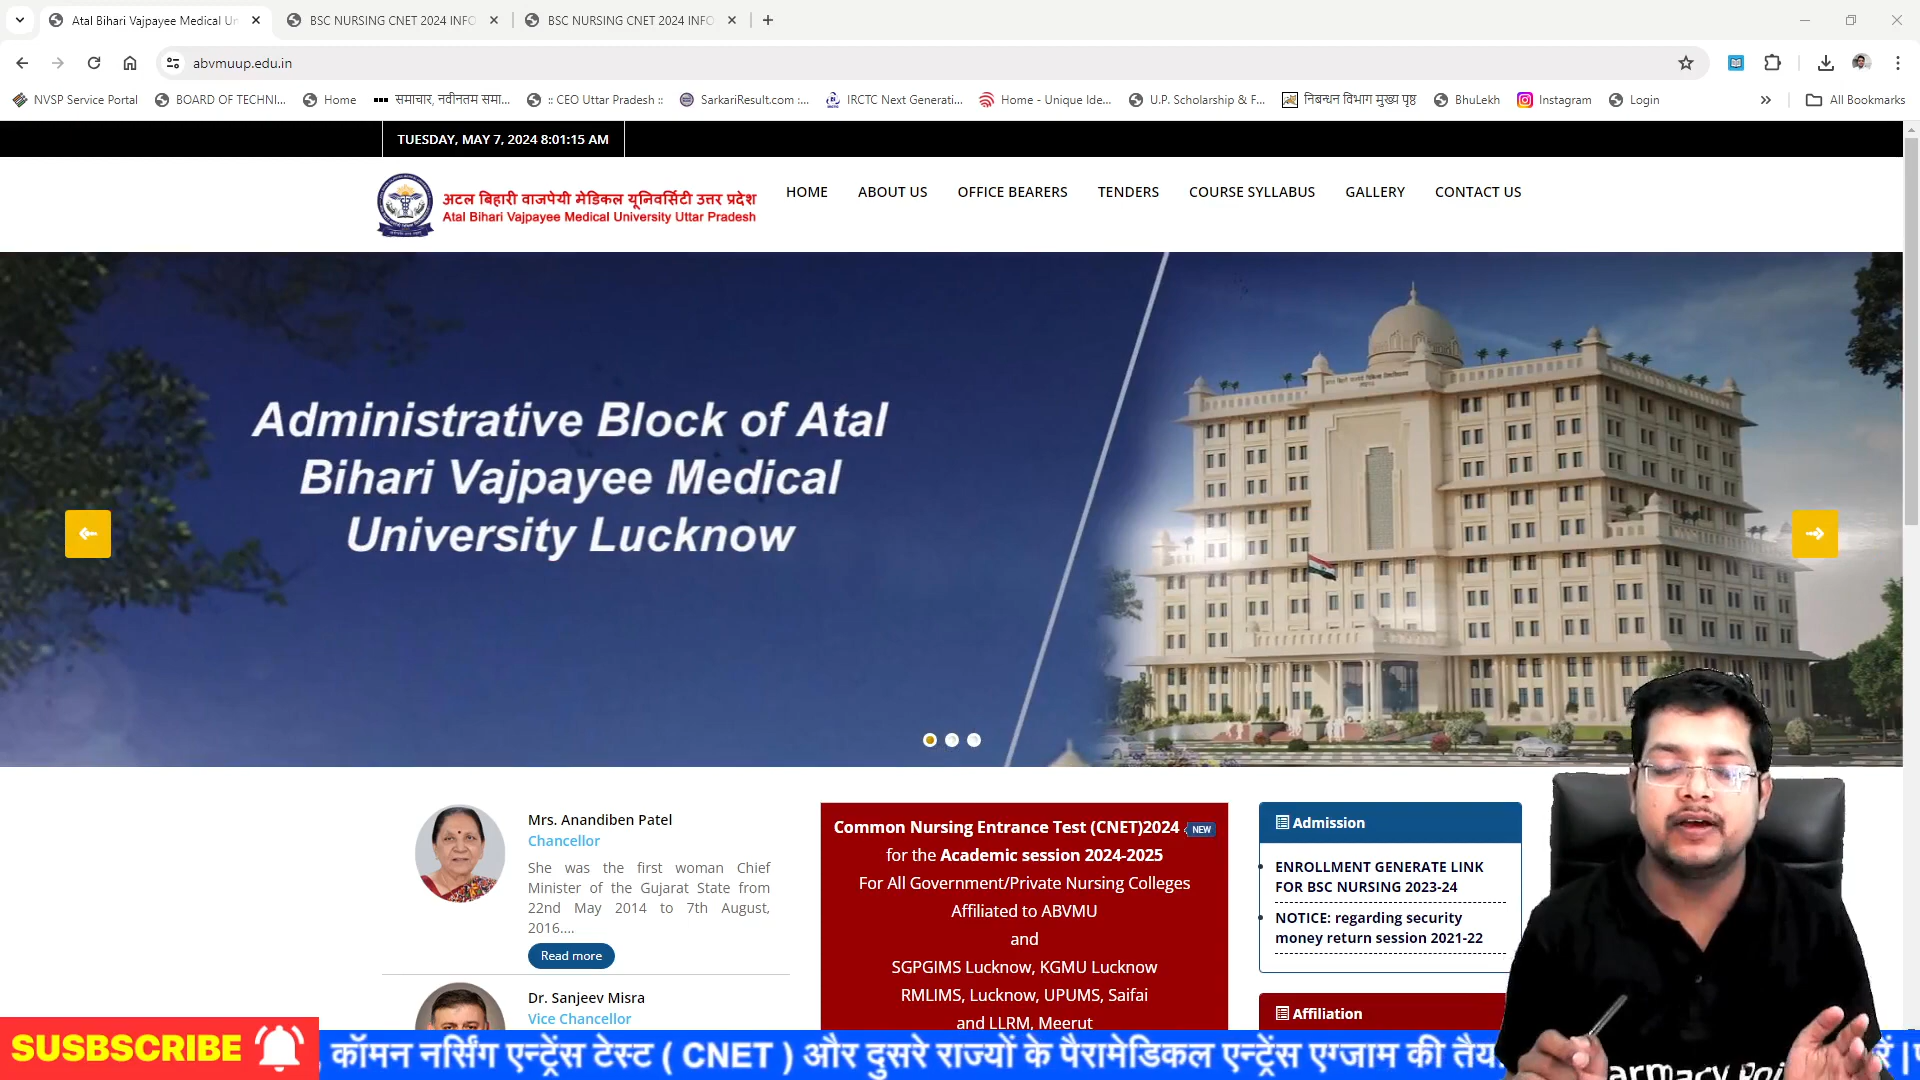 Atal Bihari Vajpayee Medical Un
BSC NURSING CNET 2024 INFO
BSC NURSING CNET 2024 INFO
abvmuup.edu.in
NVSP Service Portal
BOARD OF TECHNI...
Home
समाचार, नवीनतम समा...
:: CEO Uttar Pradesh ::
SarkariResult.com :...
IRCTC Next Generati...
Home - Unique Ide...
U.P. Scholarship & F...
निबन्धन विभाग मुख्य पृष्ठ
BhuLekh
Instagram
Login
All Bookmarks
TUESDAY, MAY 7, 2024 8:01:15 AM
अटल बिहारी वाजपेयी मेडिकल यूनिवर्सिटी उत्तर प्रदेश
Atal Bihari Vajpayee Medical University Uttar Pradesh
HOME
ABOUT US
OFFICE BEARERS
TENDERS
COURSE SYLLABUS
GALLERY
CONTACT US
Administrative Block of Atal
Bihari Vajpayee Medical
University Lucknow
Mrs. Anandiben Patel
Chancellor
She was the first woman Chief
Minister of the Gujarat State from
22nd May 2014 to 7th August,
2016....
Read more
Dr. Sanjeev Misra
Vice Chancellor
Common Nursing Entrance Test (CNET)2024 NEW
for the Academic session 2024-2025
For All Government/Private Nursing Colleges
Affiliated to ABVMU
and
SGPGIMS Lucknow, KGMU Lucknow
RMLIMS, Lucknow, UPUMS, Saifai
and LLRM, Meerut
Admission
ENROLLMENT GENERATE LINK
FOR BSC NURSING 2023-24
NOTICE: regarding security
money return session 2021-22
Affiliation
SUSBSCRIBE
कॉमन नर्सिंग एन्ट्रेंस टेस्ट ( CNET ) और दुसरे राज्यों के पैरामेडिकल एन्ट्रेंस एग्जाम की तैय
armacy Poi